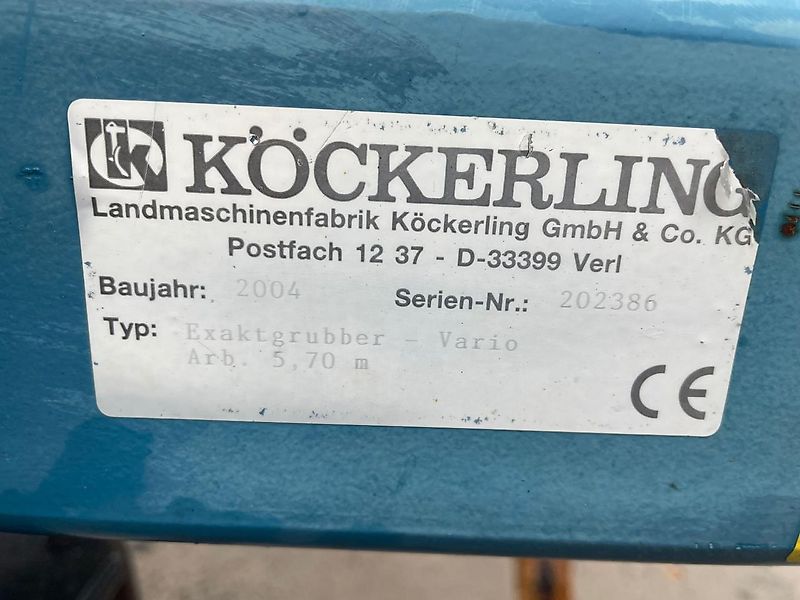 k KÖCKERLING
Landmaschinenfabrik Köckerling GmbH & Co. KG
Postfach 12 37 - D-33399 Verl
Baujahr: 2004 Serien-Nr.: 202386
Typ: Exaktgrubber - Vario
Arb. 5,70 m
CE